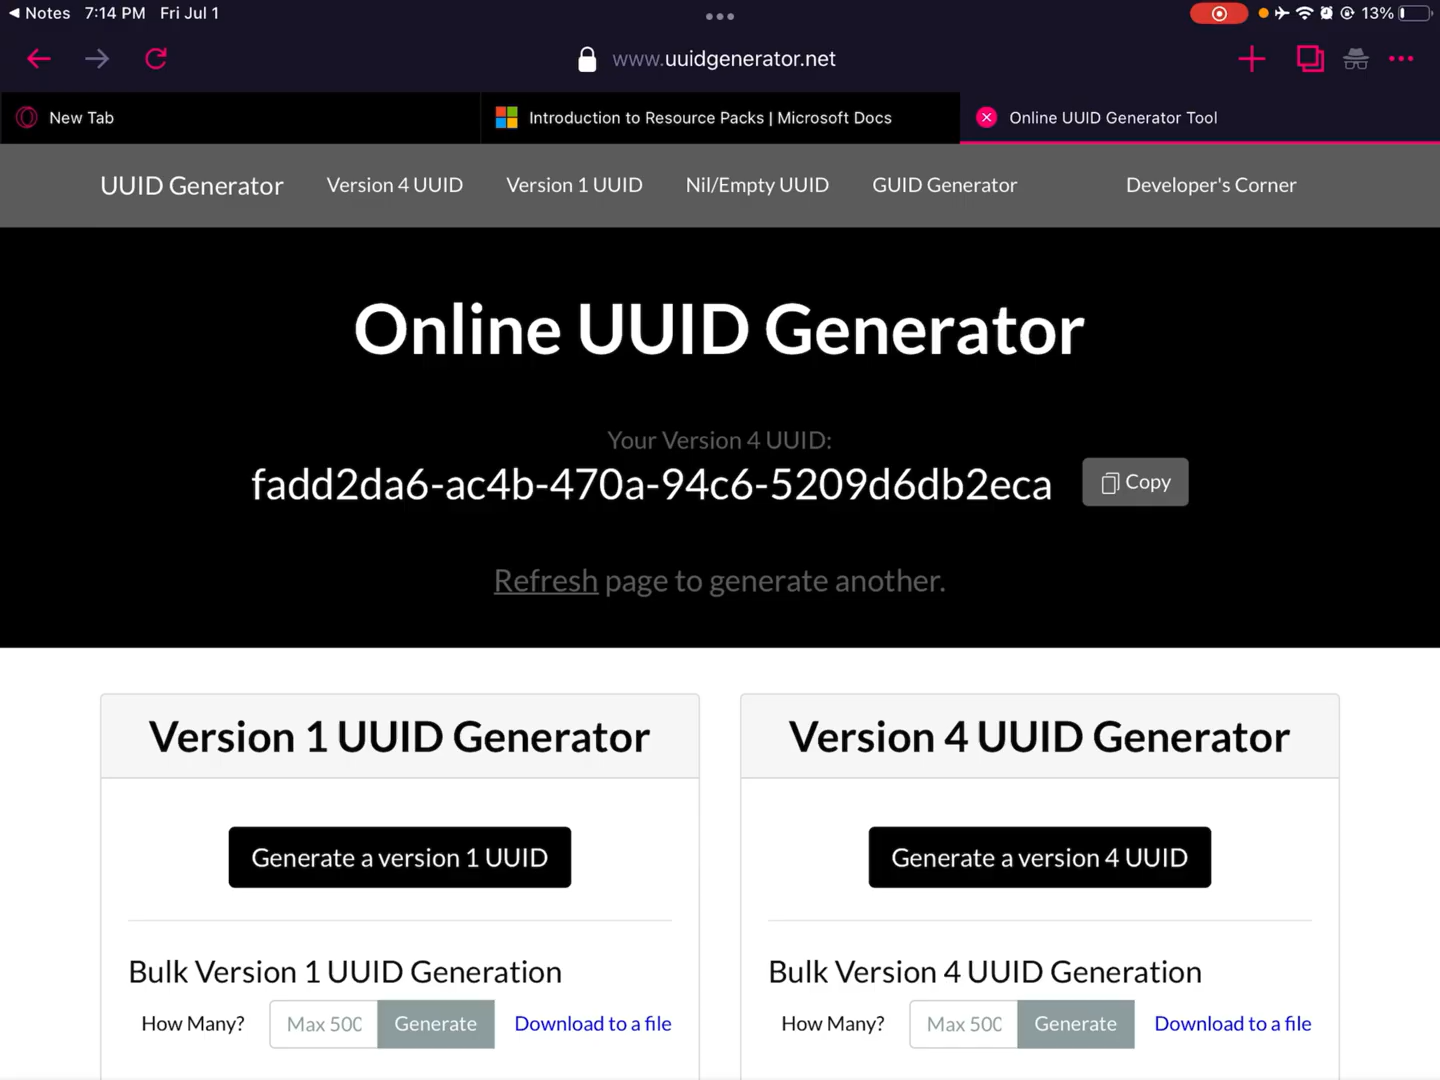 ◀ Notes 7:14 PM Fri Jul 1 13%
www.uuidgenerator.net
New Tab
Introduction to Resource Packs | Microsoft Docs
Online UUID Generator Tool
UUID Generator Version 4 UUID Version 1 UUID Nil/Empty UUID GUID Generator Developer's Corner
Online UUID Generator
Your Version 4 UUID:
fadd2da6-ac4b-470a-94c6-5209d6db2eca Copy
Refresh page to generate another.
Version 1 UUID Generator
Generate a version 1 UUID
Bulk Version 1 UUID Generation
How Many? Max 500 Generate Download to a file
Version 4 UUID Generator
Generate a version 4 UUID
Bulk Version 4 UUID Generation
How Many? Max 500 Generate Download to a file